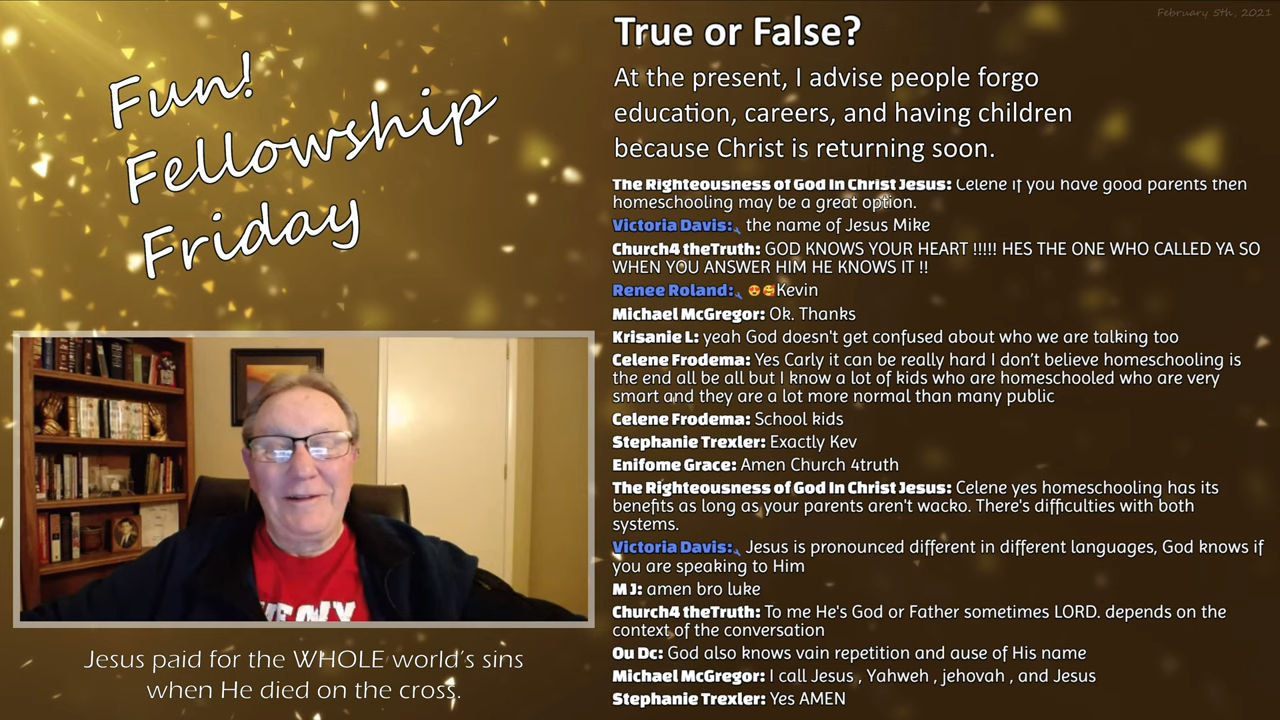 Fun!
Fellowship
Friday
Jesus paid for the WHOLE world's sins
when He died on the cross.
February 5th, 2021
True or False?
At the present, I advise people forgo
education, careers, and having children
because Christ is returning soon.
The Righteousness of God In Christ Jesus: Celene if you have good parents then
homeschooling may be a great option.
Victoria Davis: the name of Jesus Mike
Church4 theTruth: GOD KNOWS YOUR HEART !!!!! HES THE ONE WHO CALLED YA SO
WHEN YOU ANSWER HIM HE KNOWS IT !!
Renee Roland: 😍🥰Kevin
Michael McGregor: Ok. Thanks
Krisanie L: yeah God doesn't get confused about who we are talking too
Celene Frodema: Yes Carly it can be really hard I don't believe homeschooling is
the end all be all but I know a lot of kids who are homeschooled who are very
smart and they are a lot more normal than many public
Celene Frodema: School kids
Stephanie Trexler: Exactly Kev
Enifome Grace: Amen Church 4truth
The Righteousness of God In Christ Jesus: Celene yes homeschooling has its
benefits as long as your parents aren't wacko. There's difficulties with both
systems.
Victoria Davis: Jesus is pronounced different in different languages, God knows if
you are speaking to Him
M J: amen bro luke
Church4 theTruth: To me He's God or Father sometimes LORD. depends on the
context of the conversation
Ou Dc: God also knows vain repetition and ause of His name
Michael McGregor: I call Jesus , Yahweh , jehovah , and Jesus
Stephanie Trexler: Yes AMEN